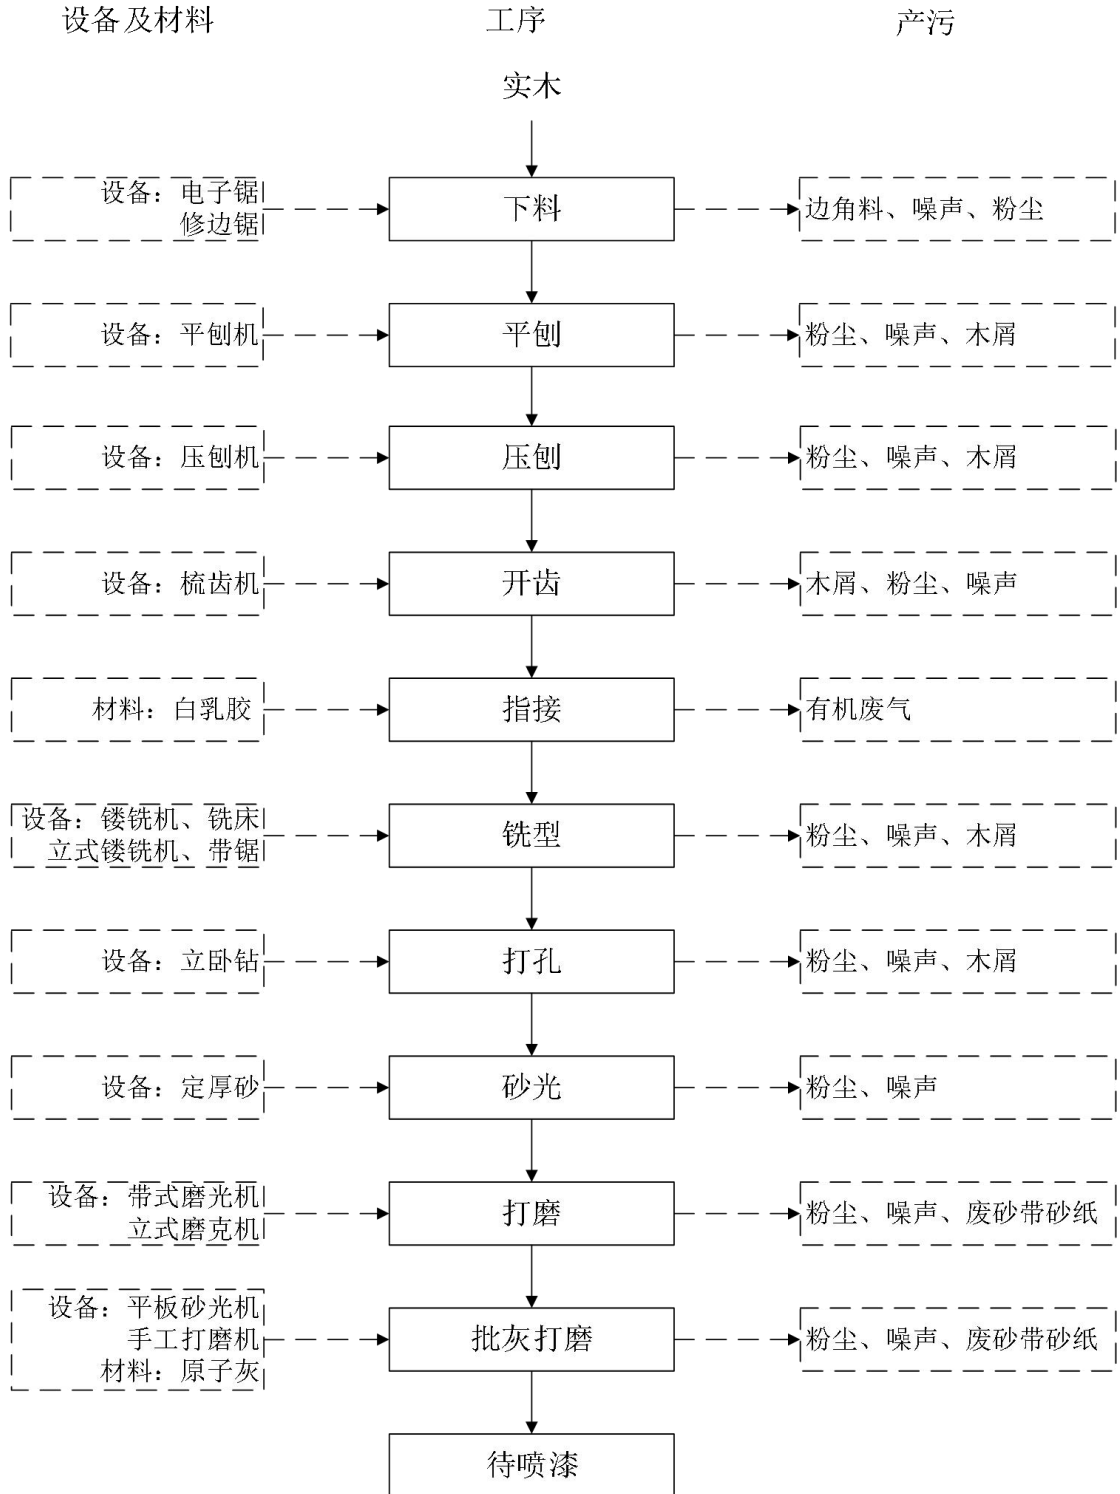 设备及材料
工序
产污
实木
设备：电子锯
修边锯
下料
边角料、噪声、粉尘
设备：平刨机
平刨
粉尘、噪声、木屑
设备：压刨机
压刨
粉尘、噪声、木屑
设备：梳齿机
开齿
木屑、粉尘、噪声
材料：白乳胶
指接
有机废气
设备：镂铣机、铣床
立式镂铣机、带锯
铣型
粉尘、噪声、木屑
设备：立卧钻
打孔
粉尘、噪声、木屑
设备：定厚砂
砂光
粉尘、噪声
设备：带式磨光机
立式磨克机
打磨
粉尘、噪声、废砂带砂纸
设备：平板砂光机
手工打磨机
材料：原子灰
批灰打磨
粉尘、噪声、废砂带砂纸
待喷漆